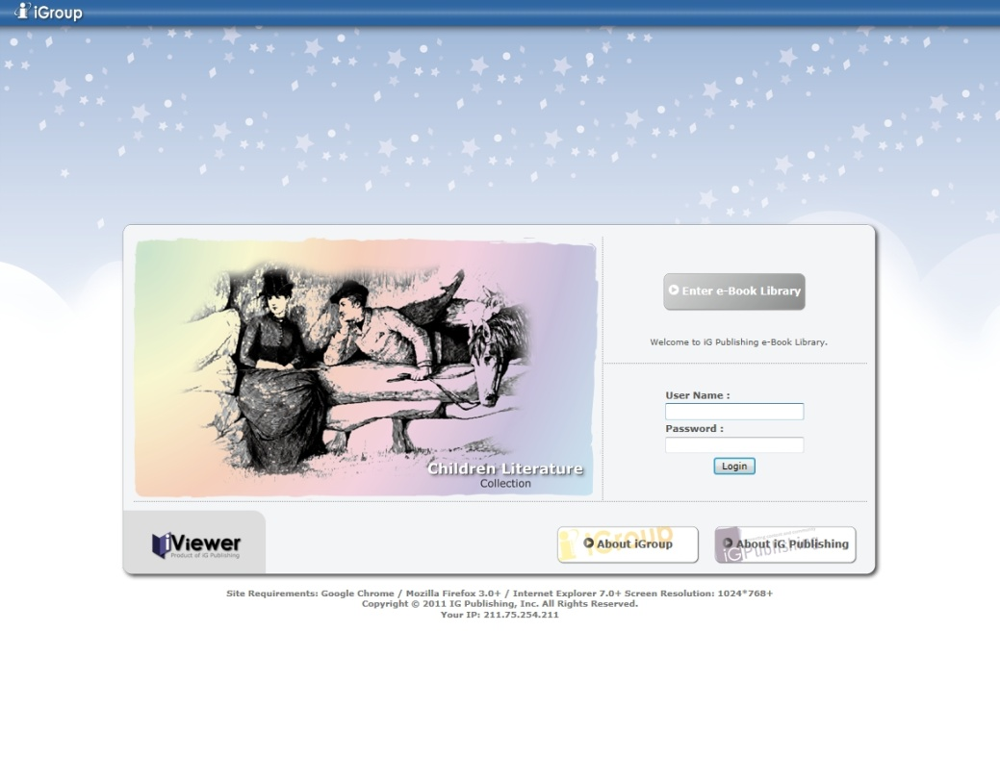 iGroup
Enter e-Book Library
Welcome to iG Publishing e-Book Library.
User Name :
Password :
Login
Children Literature
Collection
iViewer
Product of iG Publishing
iGroup
About iGroup
iGPublishing
About iG Publishing
Site Requirements: Google Chrome / Mozilla Firefox 3.0+ / Internet Explorer 7.0+ Screen Resolution: 1024*768+
Copyright © 2011 IG Publishing, Inc. All Rights Reserved.
Your IP: 211.75.254.211